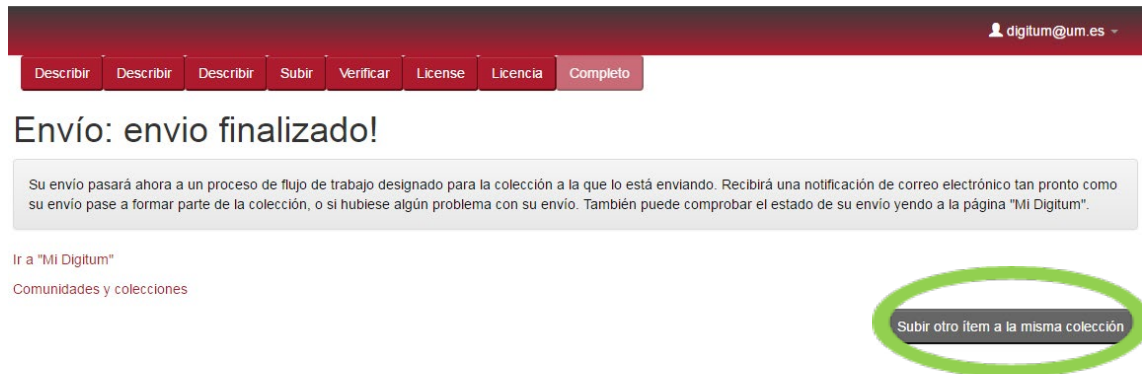 digitum@um.es
Describir Describir Describir Subir Verificar License Licencia Completo
Envío: envio finalizado!
Su envío pasará ahora a un proceso de flujo de trabajo designado para la colección a la que lo está enviando. Recibirá una notificación de correo electrónico tan pronto como
su envío pase a formar parte de la colección, o si hubiese algún problema con su envío. También puede comprobar el estado de su envío yendo a la página "Mi Digitum".
Ir a "Mi Digitum"
Comunidades y colecciones
Subir otro ítem a la misma colección